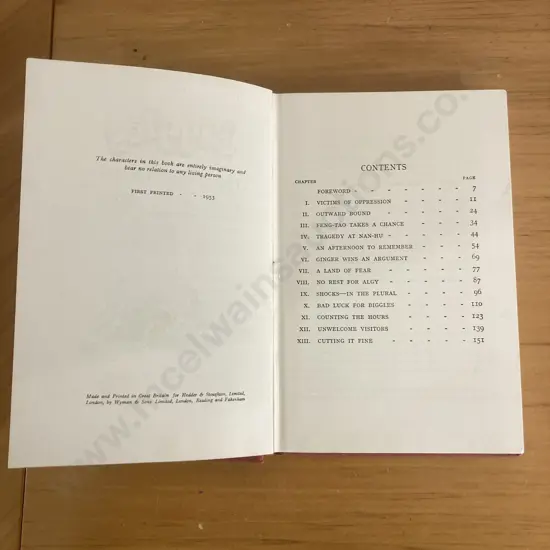 The characters in this book are entirely imaginary and
bear no relation to any living person
FIRST PRINTED - - 1953
Made and Printed in Great Britain for Hodder & Stoughton, Limited,
London, by Wyman & Sons Limited, London, Reading and Fakenham
CONTENTS
CHAPTER PAGE
FOREWORD - - - - - - - 7
I. VICTIMS OF OPPRESSION - - - - 11
II. OUTWARD BOUND - - - - - 24
III. FENG-TAO TAKES A CHANCE - - - 34
IV. TRAGEDY AT NAN-HU - - - - - 44
V. AN AFTERNOON TO REMEMBER - - - - 54
VI. GINGER WINS AN ARGUMENT - - - - 69
VII. A LAND OF FEAR - - - - - 77
VIII. NO REST FOR ALGY - - - - - 87
IX. SHOCKS—IN THE PLURAL - - - - 96
X. BAD LUCK FOR BIGGLES - - - - 110
XI. COUNTING THE HOURS - - - - 123
XII. UNWELCOME VISITORS - - - - 139
XIII. CUTTING IT FINE - - - - - 151